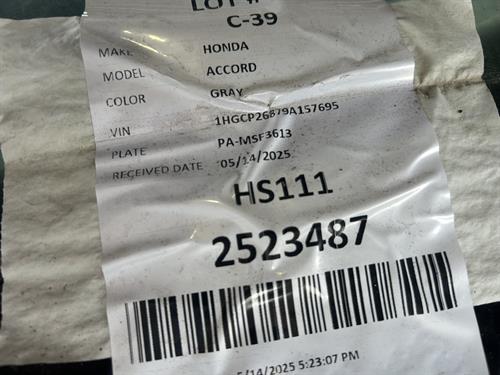 LOT #
C-39
MAKE HONDA
MODEL ACCORD
COLOR GRAY
VIN 1HGCP26879A157695
PLATE PA-MSF3613
RECEIVED DATE 05/14/2025
HS111
2523487
5/14/2025 5:23:07 PM